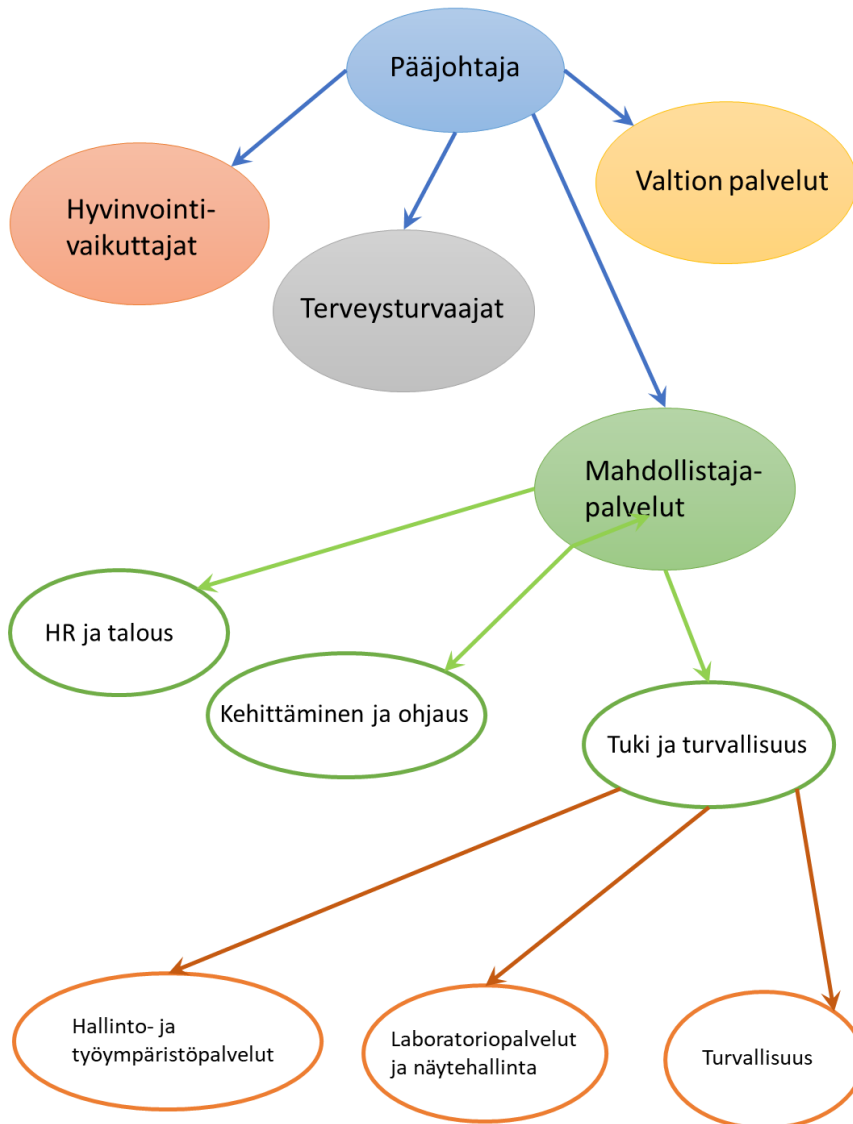 Pääjohtaja
Hyvinvointi-
vaikuttajat
Terveysturvaajat
Valtion palvelut
Mahdollistaja-
palvelut
HR ja talous
Kehittäminen ja ohjaus
Tuki ja turvallisuus
Hallinto- ja
työympäristöpalvelut
Laboratoriopalvelut
ja näytehallinta
Turvallisuus